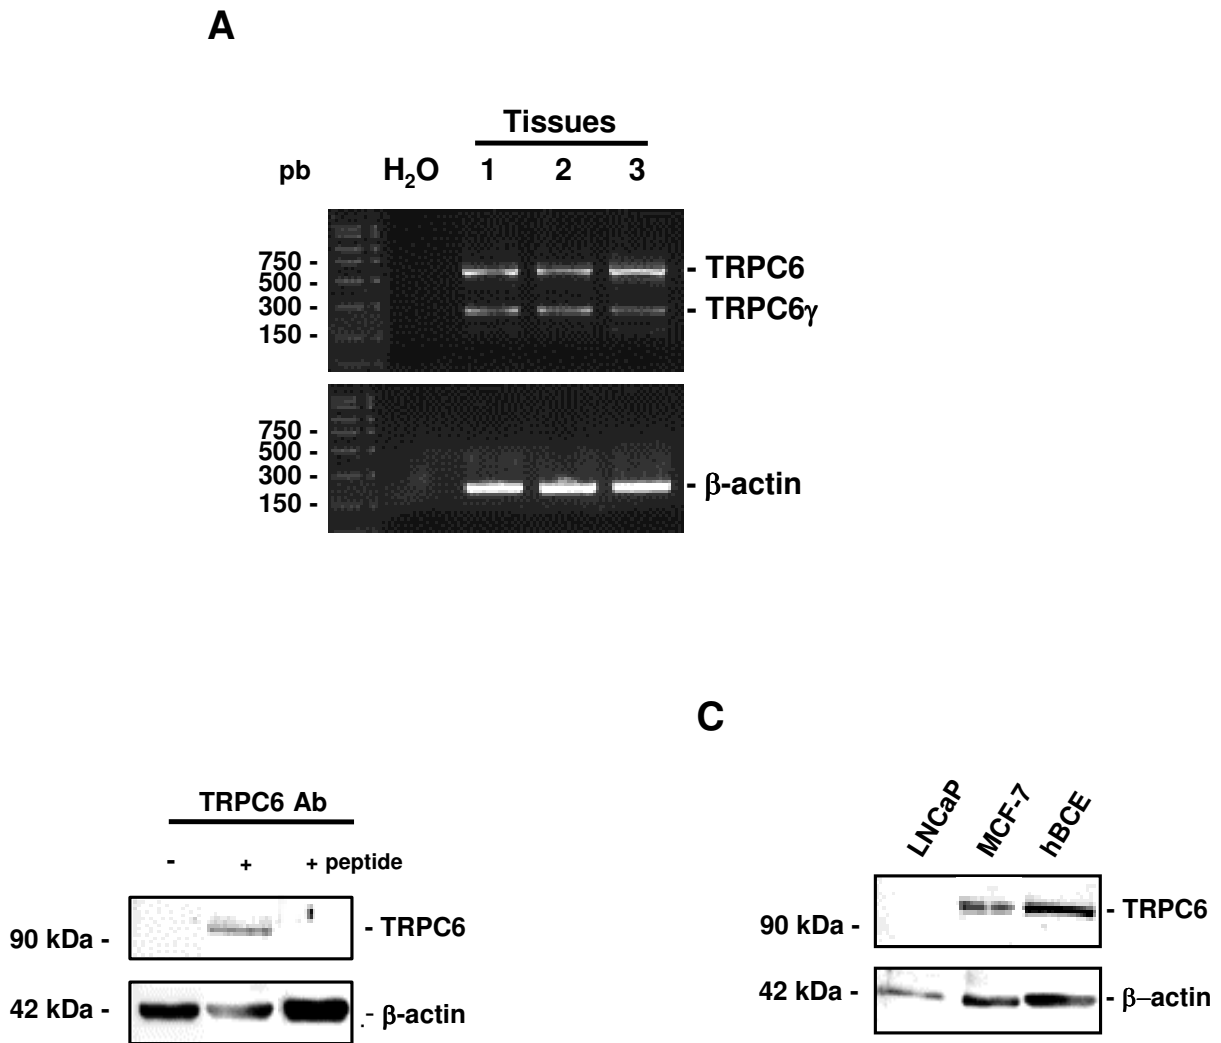 A
Tissues
pb H₂O 1 2 3
750 -
500 -
300 -
150 -
- TRPC6
- TRPC6γ
750 -
500 -
300 -
150 -
- β-actin
TRPC6 Ab
- + + peptide
90 kDa - - TRPC6
42 kDa - - β-actin
C
LNCaP MCF-7 hBCE
90 kDa - - TRPC6
42 kDa - - β–actin